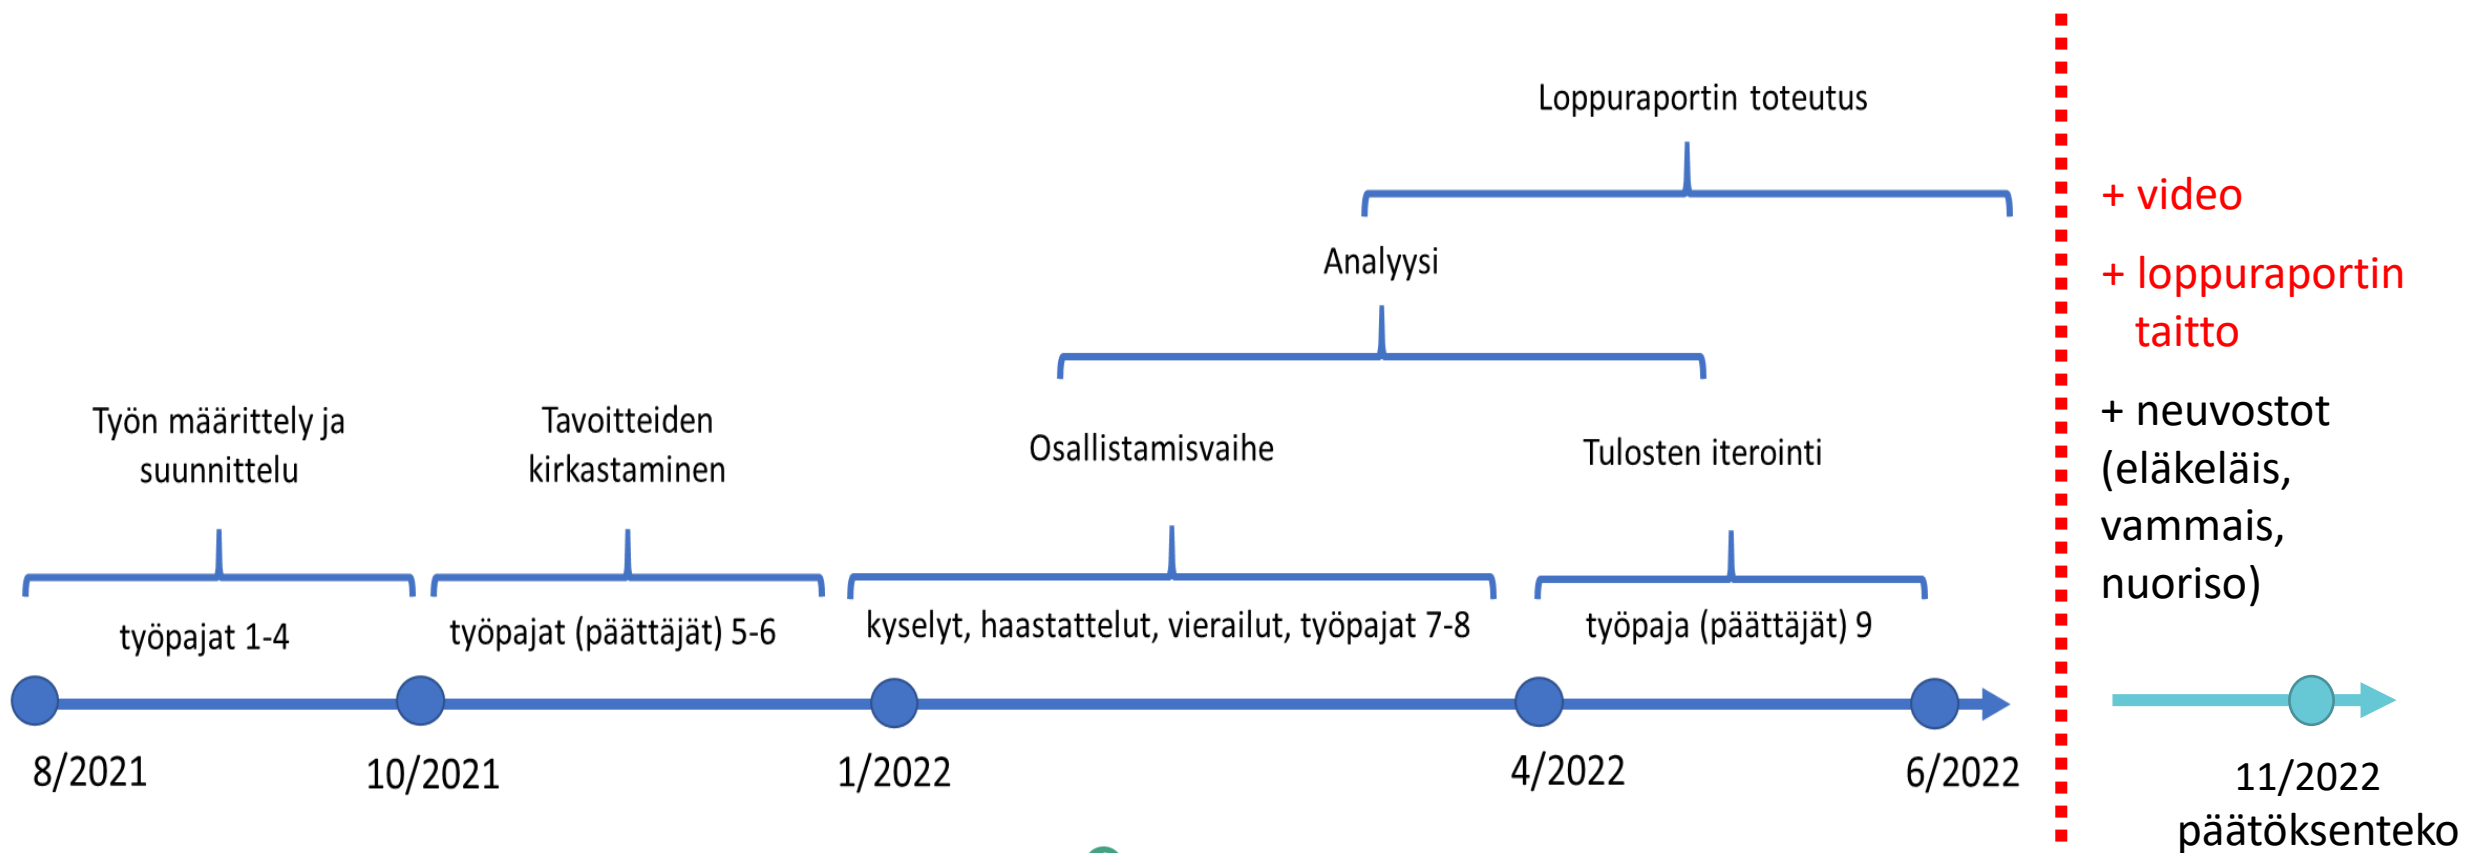 Loppuraportin toteutus
Analyysi
Työn määrittely ja
suunnittelu
Tavoitteiden
kirkastaminen
Osallistamisvaihe
Tulosten iterointi
työpajat 1-4
työpajat (päättäjät) 5-6
kyselyt, haastattelut, vierailut, työpajat 7-8
työpaja (päättäjät) 9
8/2021
10/2021
1/2022
4/2022
6/2022
+ video
+ loppuraportin
taitto
+ neuvostot
(eläkeläis,
vammais,
nuoriso)
11/2022
päätöksenteko